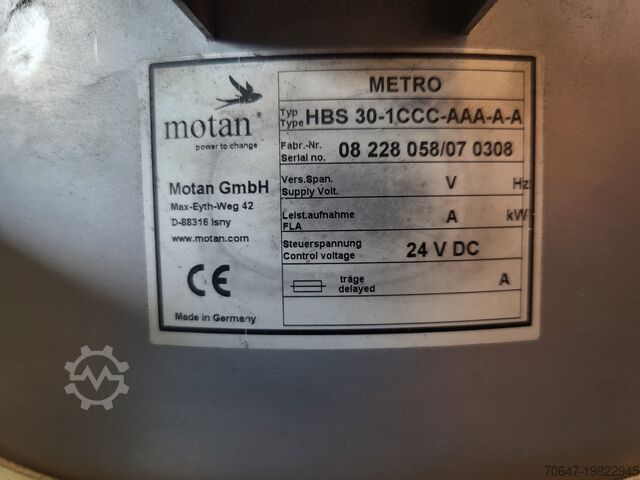 METRO
motan®
power to change
Typ
Type
HBS 30-1CCC-AAA-A-A
Fabr.-Nr.
Serial no.
08 228 058/07 0308
Motan GmbH
Max-Eyth-Weg 42
D-88316 Isny
www.motan.com
Vers.Span.
Supply Volt.
V Hz
Leist.aufnahme
FLA
A kW
Steuerspannung
Control voltage
24 V DC
träge
delayed
A
CE
Made in Germany
70647-19822945